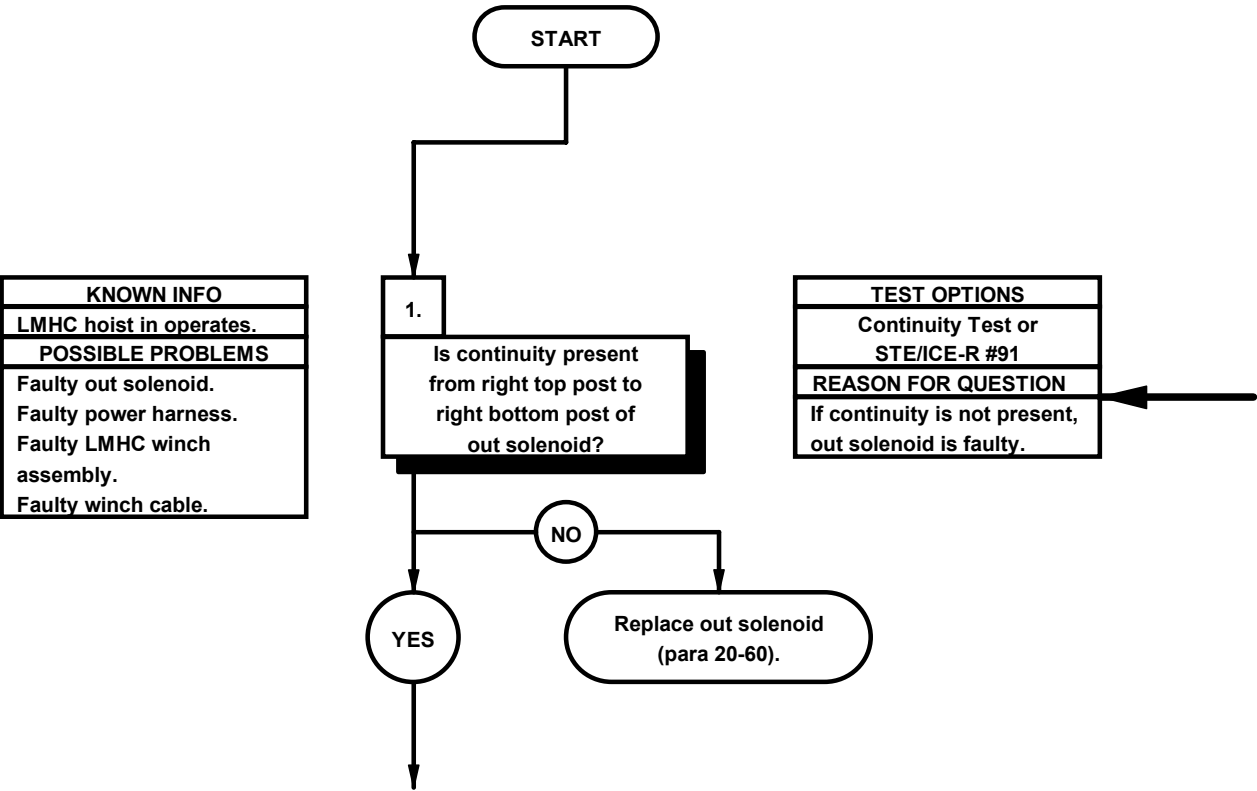 START
KNOWN INFO
LMHC hoist in operates.
POSSIBLE PROBLEMS
Faulty out solenoid.
Faulty power harness.
Faulty LMHC winch
assembly.
Faulty winch cable.
1.
Is continuity present
from right top post to
right bottom post of
out solenoid?
TEST OPTIONS
Continuity Test or
STE/ICE-R #91
REASON FOR QUESTION
If continuity is not present,
out solenoid is faulty.
NO
YES
Replace out solenoid
(para 20-60).